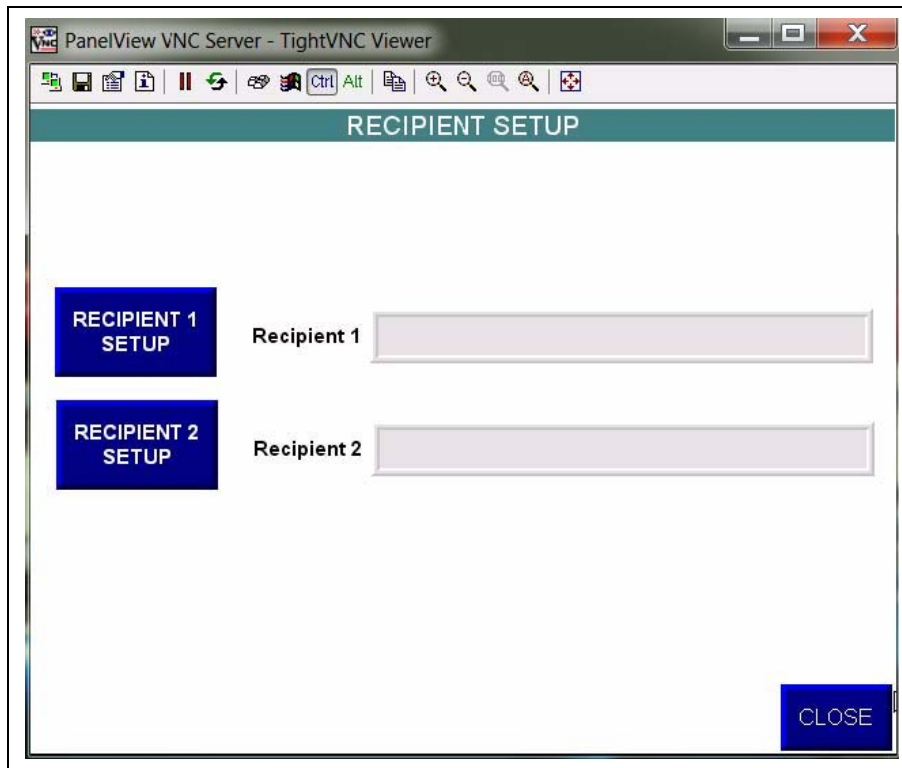 PanelView VNC Server - TightVNC Viewer
Ctrl Alt
RECIPIENT SETUP
RECIPIENT 1
SETUP
Recipient 1
RECIPIENT 2
SETUP
Recipient 2
CLOSE